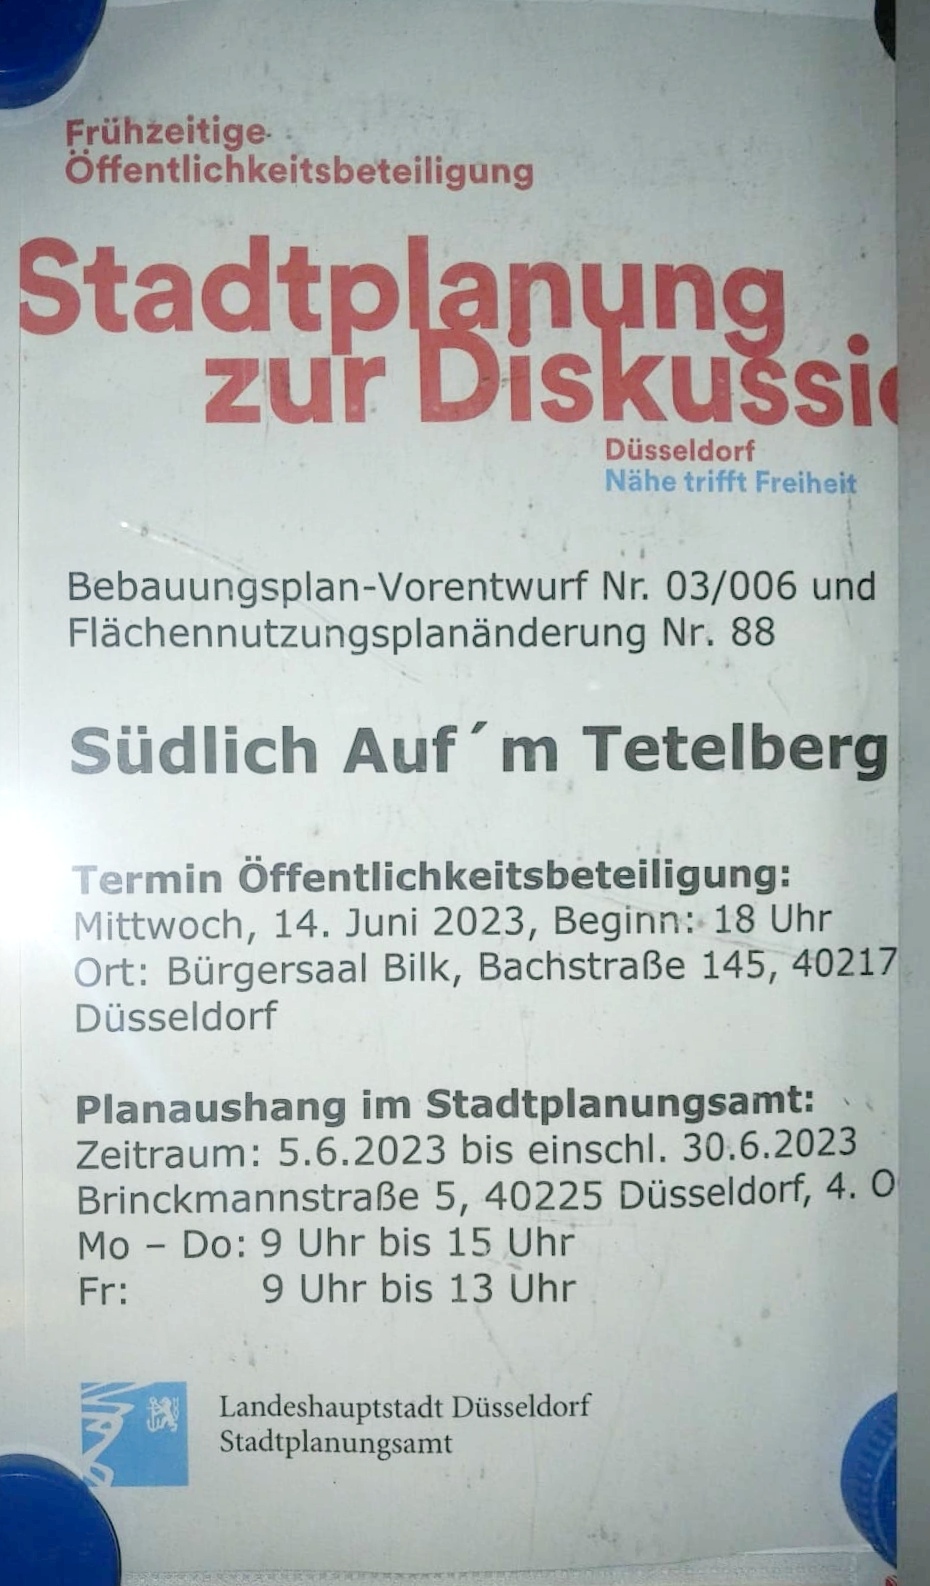 Frühzeitige
Öffentlichkeitsbeteiligung
Stadtplanung
zur Diskussi
Düsseldorf
Nähe trifft Freiheit
Bebauungsplan-Vorentwurf Nr. 03/006 und
Flächennutzungsplanänderung Nr. 88
Südlich Auf´m Tetelberg
Termin Öffentlichkeitsbeteiligung:
Mittwoch, 14. Juni 2023, Beginn: 18 Uhr
Ort: Bürgersaal Bilk, Bachstraße 145, 40217
Düsseldorf
Planaushang im Stadtplanungsamt:
Zeitraum: 5.6.2023 bis einschl. 30.6.2023
Brinckmannstraße 5, 40225 Düsseldorf, 4. O
Mo – Do: 9 Uhr bis 15 Uhr
Fr: 9 Uhr bis 13 Uhr
Landeshauptstadt Düsseldorf
Stadtplanungsamt